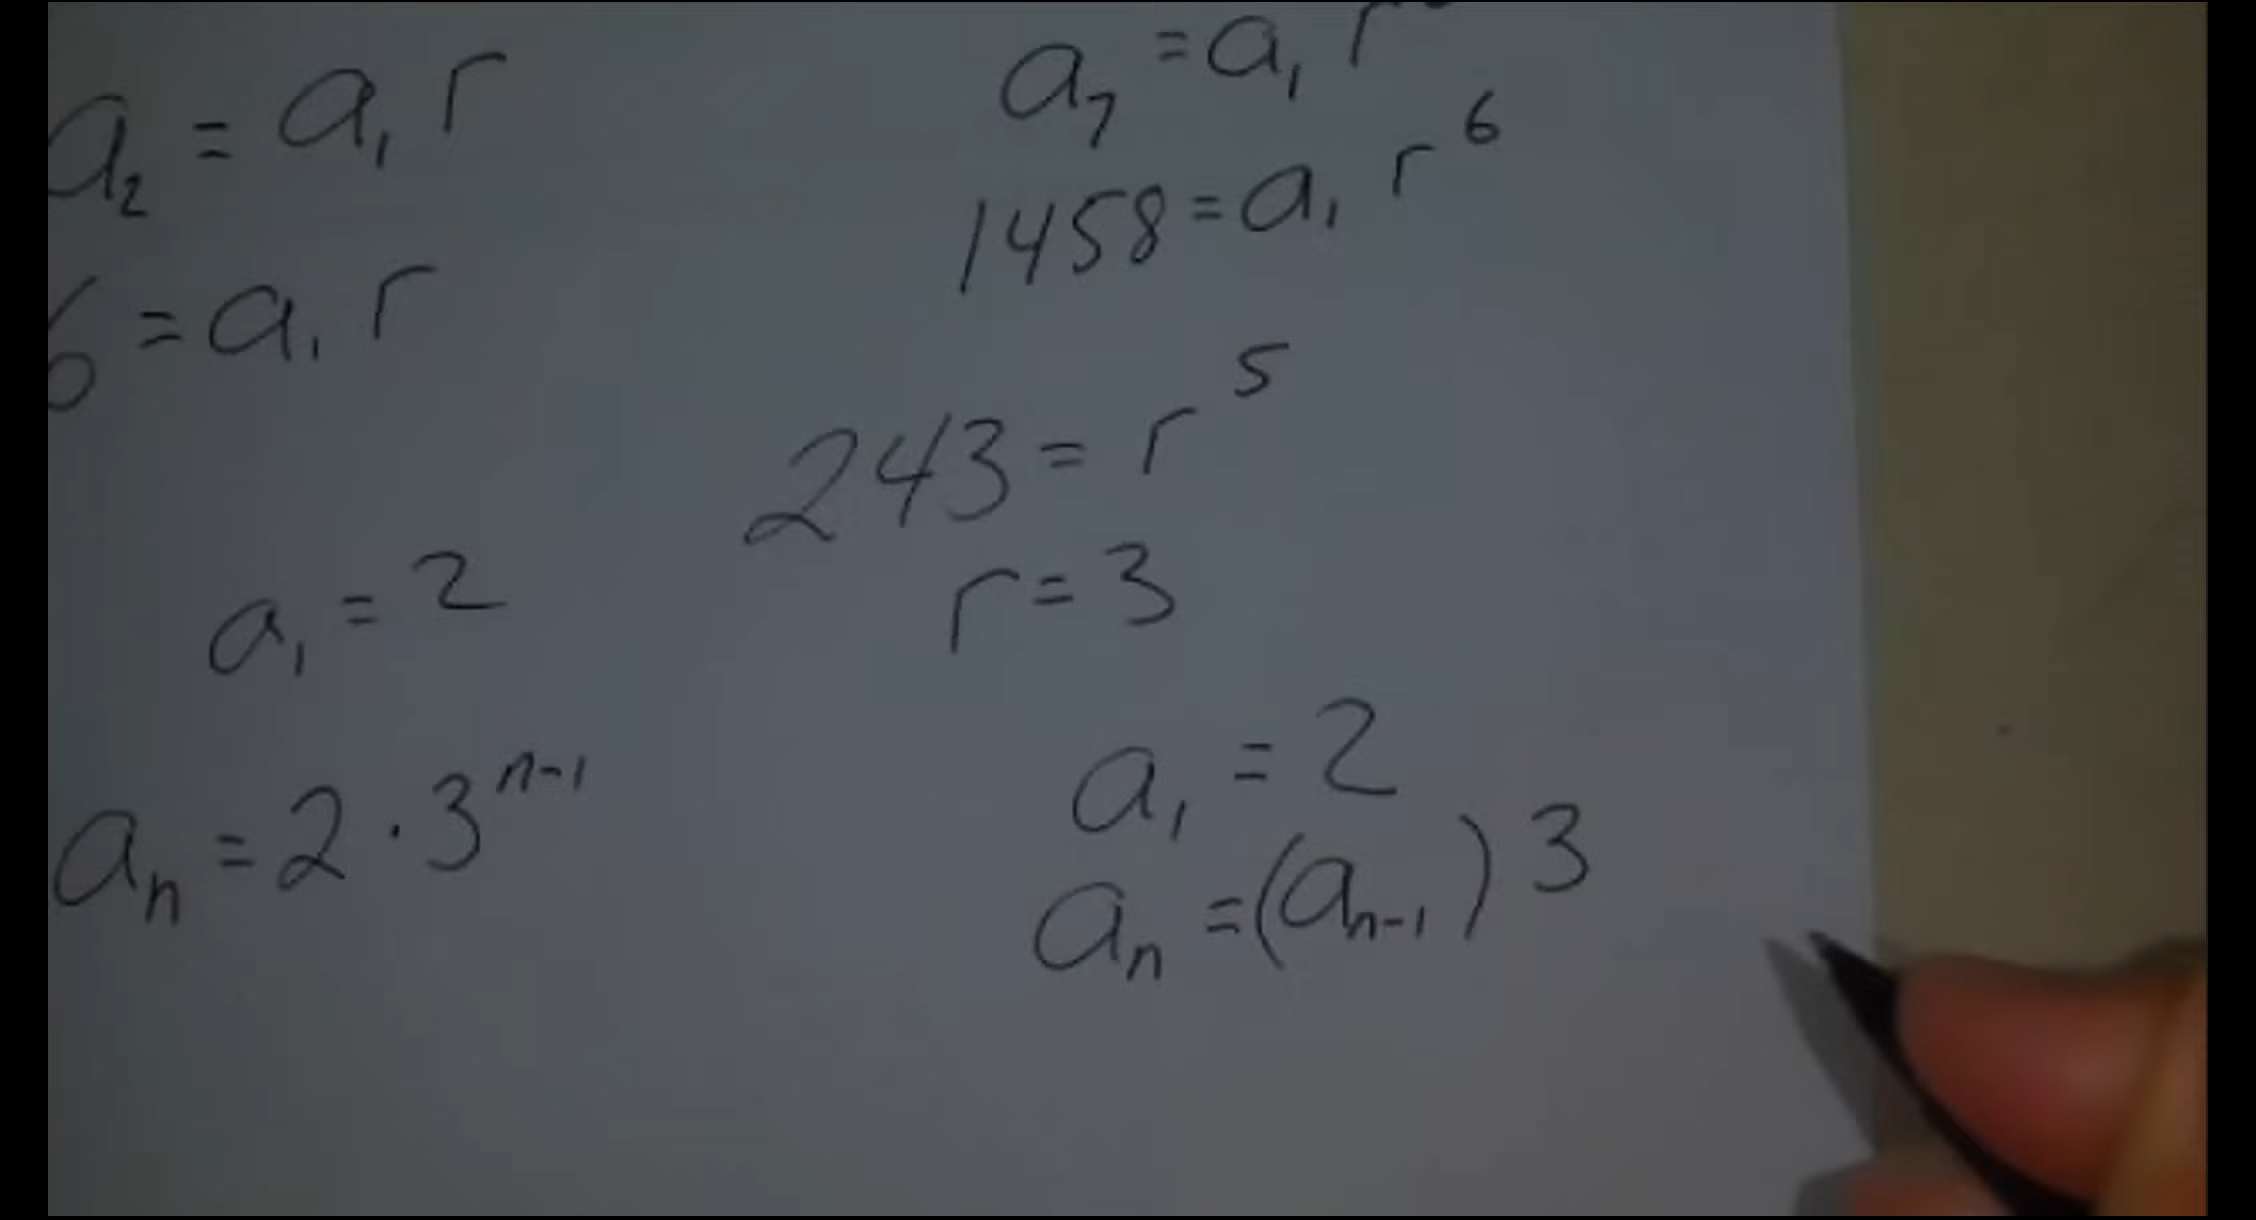 a₂ = a₁ r
a₇ = a₁ r
1458 = a₁ r⁶
6 = a₁ r
243 = r⁵
r = 3
a₁ = 2
a₁ = 2
aₙ = 2 · 3ⁿ⁻¹
aₙ = (aₙ₋₁) 3